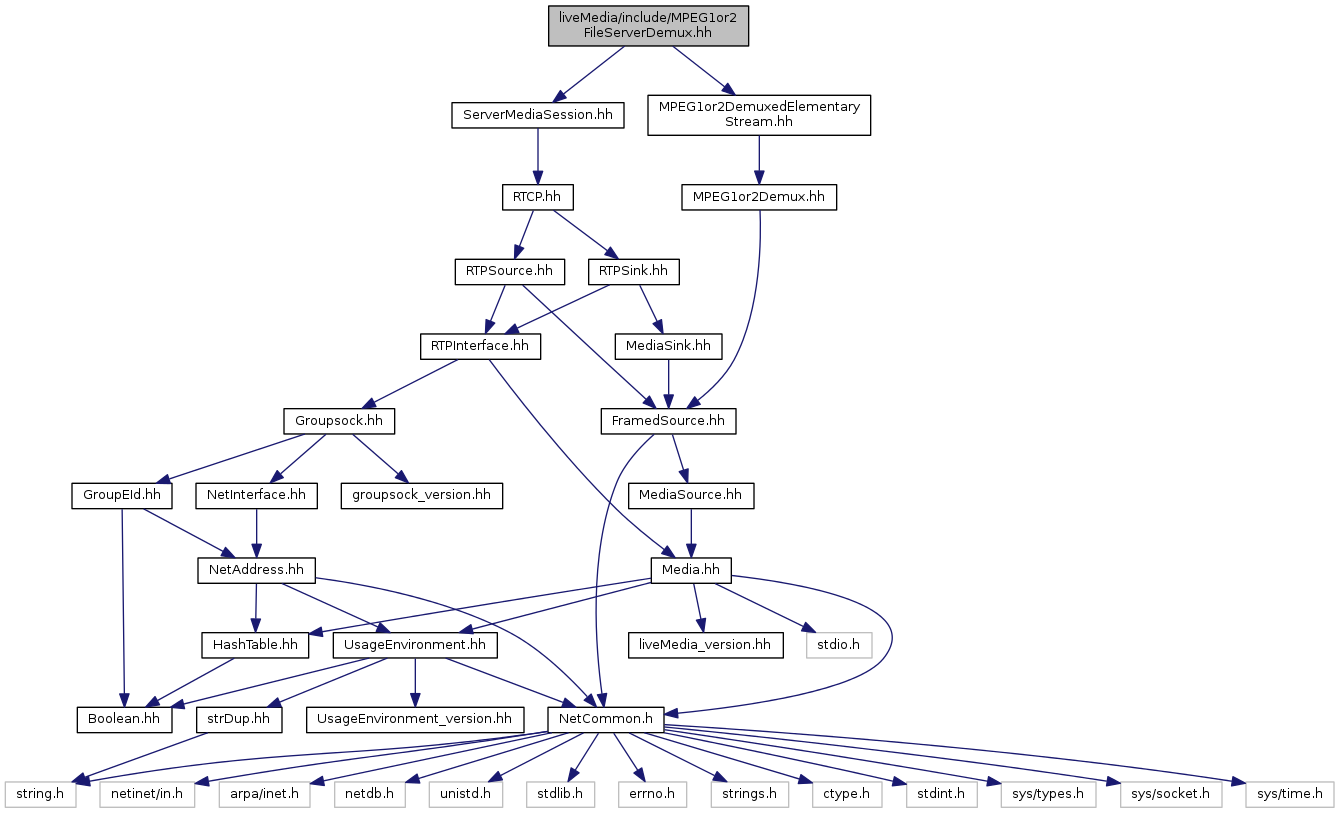 liveMedia/include/MPEG1or2
FileServerDemux.hh
ServerMediaSession.hh
MPEG1or2DemuxedElementary
Stream.hh
RTCP.hh
MPEG1or2Demux.hh
RTPSource.hh
RTPSink.hh
RTPInterface.hh
MediaSink.hh
Groupsock.hh
FramedSource.hh
GroupEId.hh
NetInterface.hh
groupsock_version.hh
MediaSource.hh
NetAddress.hh
Media.hh
HashTable.hh
UsageEnvironment.hh
liveMedia_version.hh
stdio.h
Boolean.hh
strDup.hh
UsageEnvironment_version.hh
NetCommon.h
string.h
netinet/in.h
arpa/inet.h
netdb.h
unistd.h
stdlib.h
errno.h
strings.h
ctype.h
stdint.h
sys/types.h
sys/socket.h
sys/time.h